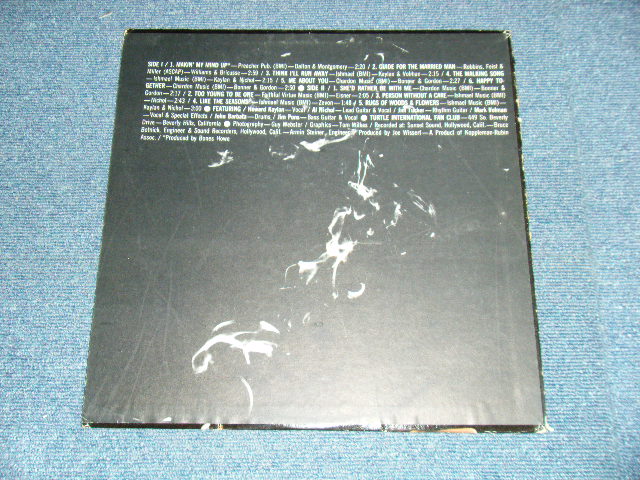 SIDE I / 1. MAKIN' MY MIND UP* — Preacher Pub. (BMI) — Dalton & Montgomery — 2:20 / 2. GUIDE FOR THE MARRIED MAN — Robbins, Feist &
Miller (ASCAP) — Williams & Bricusse — 2:50 / 3. THINK I'LL RUN AWAY — Ishmael (BMI) — Kaylan & Volman — 2:15 / 4. THE WALKING SONG
— Ishmael Music (BMI) — Kaylan & Nichol — 2:15 / 5. ME ABOUT YOU — Chardon Music (BMI) — Bonner & Gordon — 2:27 / 6. HAPPY TO-
GETHER — Chardon Music (BMI) — Bonner & Gordon — 2:50 ● SIDE II / 1. SHE'D RATHER BE WITH ME — Chardon Music (BMI) — Bonner &
Gordon — 2:17 / 2. TOO YOUNG TO BE ONE — Faithful Virtue Music (BMI) — Eisner — 2:05 / 3. PERSON WITHOUT A CARE — Ishmael Music (BMI)
— Nichol — 2:43 / 4. LIKE THE SEASONS* — Ishmael Music (BMI) — Zevon — 1:48 / 5. RUGS OF WOODS & FLOWERS — Ishmael Music (BMI) —
Kaylan & Nichol — 3:00 ● FEATURING / Howard Kaylan — Vocal / Al Nichol — Lead Guitar & Vocal / Jim Tucker — Rhythm Guitar / Mark Volman
— Vocal & Special Effects / John Barbata — Drums / Jim Pons — Bass Guitar & Vocal ● TURTLE INTERNATIONAL FAN CLUB — 449 So. Beverly
Drive — Beverly Hills, California ● Photography — Guy Webster / Graphics — Tom Wilkes / Recorded at: Sunset Sound, Hollywood, Calif. — Bruce
Botnick, Engineer & Sound Recorders, Hollywood, Calif. — Armin Steiner, Engineer / Produced by Joe Wissert — A Product of Koppleman-Rubin
Assoc. / *Produced by Bones Howe